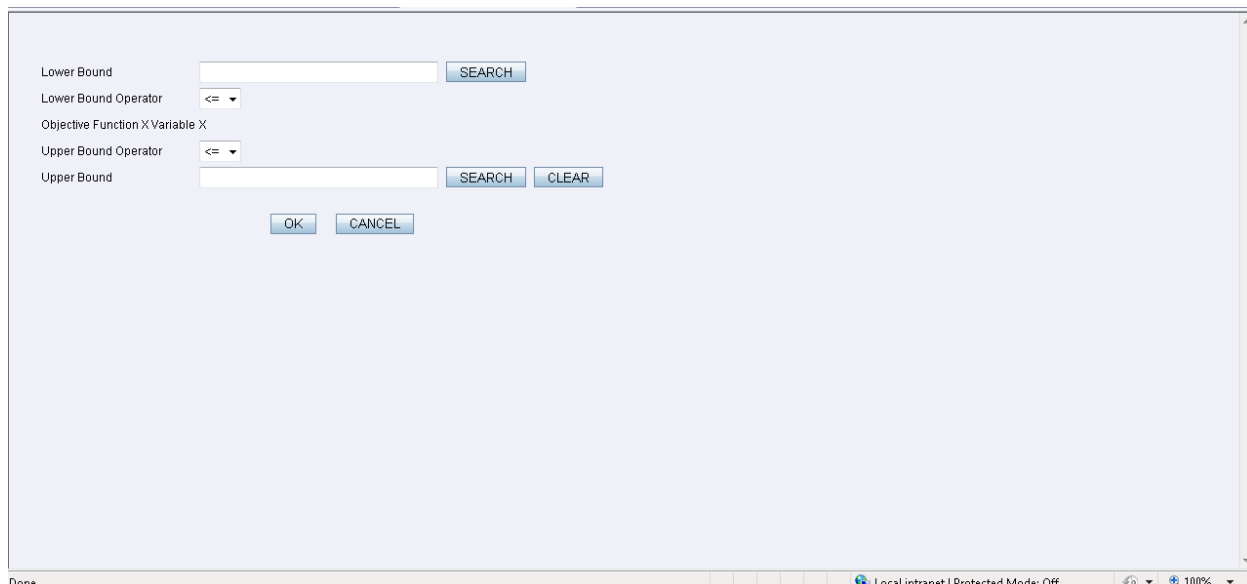 Lower Bound SEARCH
Lower Bound Operator <=
Objective Function X Variable X
Upper Bound Operator <=
Upper Bound SEARCH CLEAR
OK CANCEL
Done Local intranet | Protected Mode: Off 100%